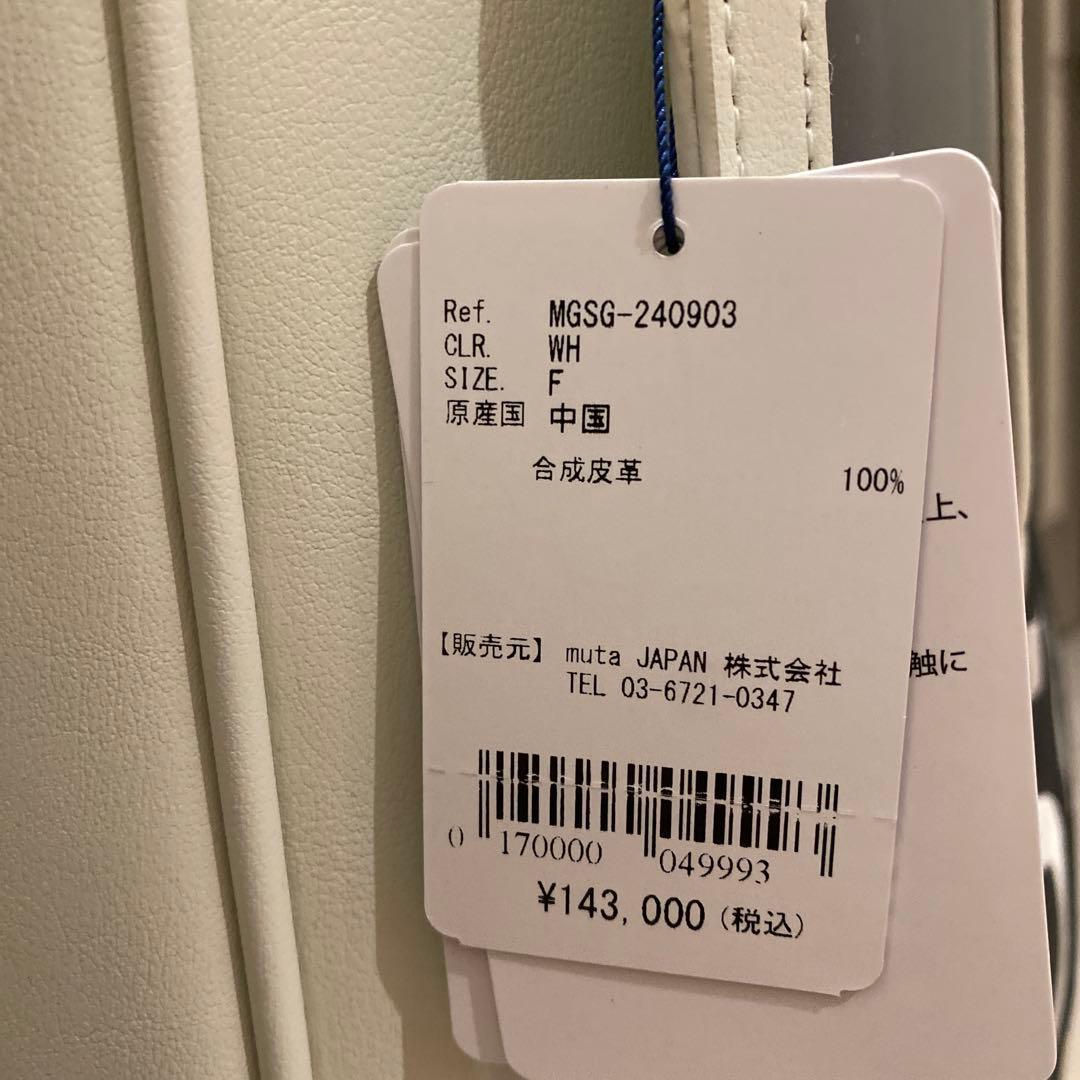 Ref. MGSG-240903
CLR. WH
SIZE. F
原産国 中国
合成皮革 100%
上、
【販売元】 muta JAPAN 株式会社
触に
TEL 03-6721-0347
0 170000 049993
¥143,000 (税込)